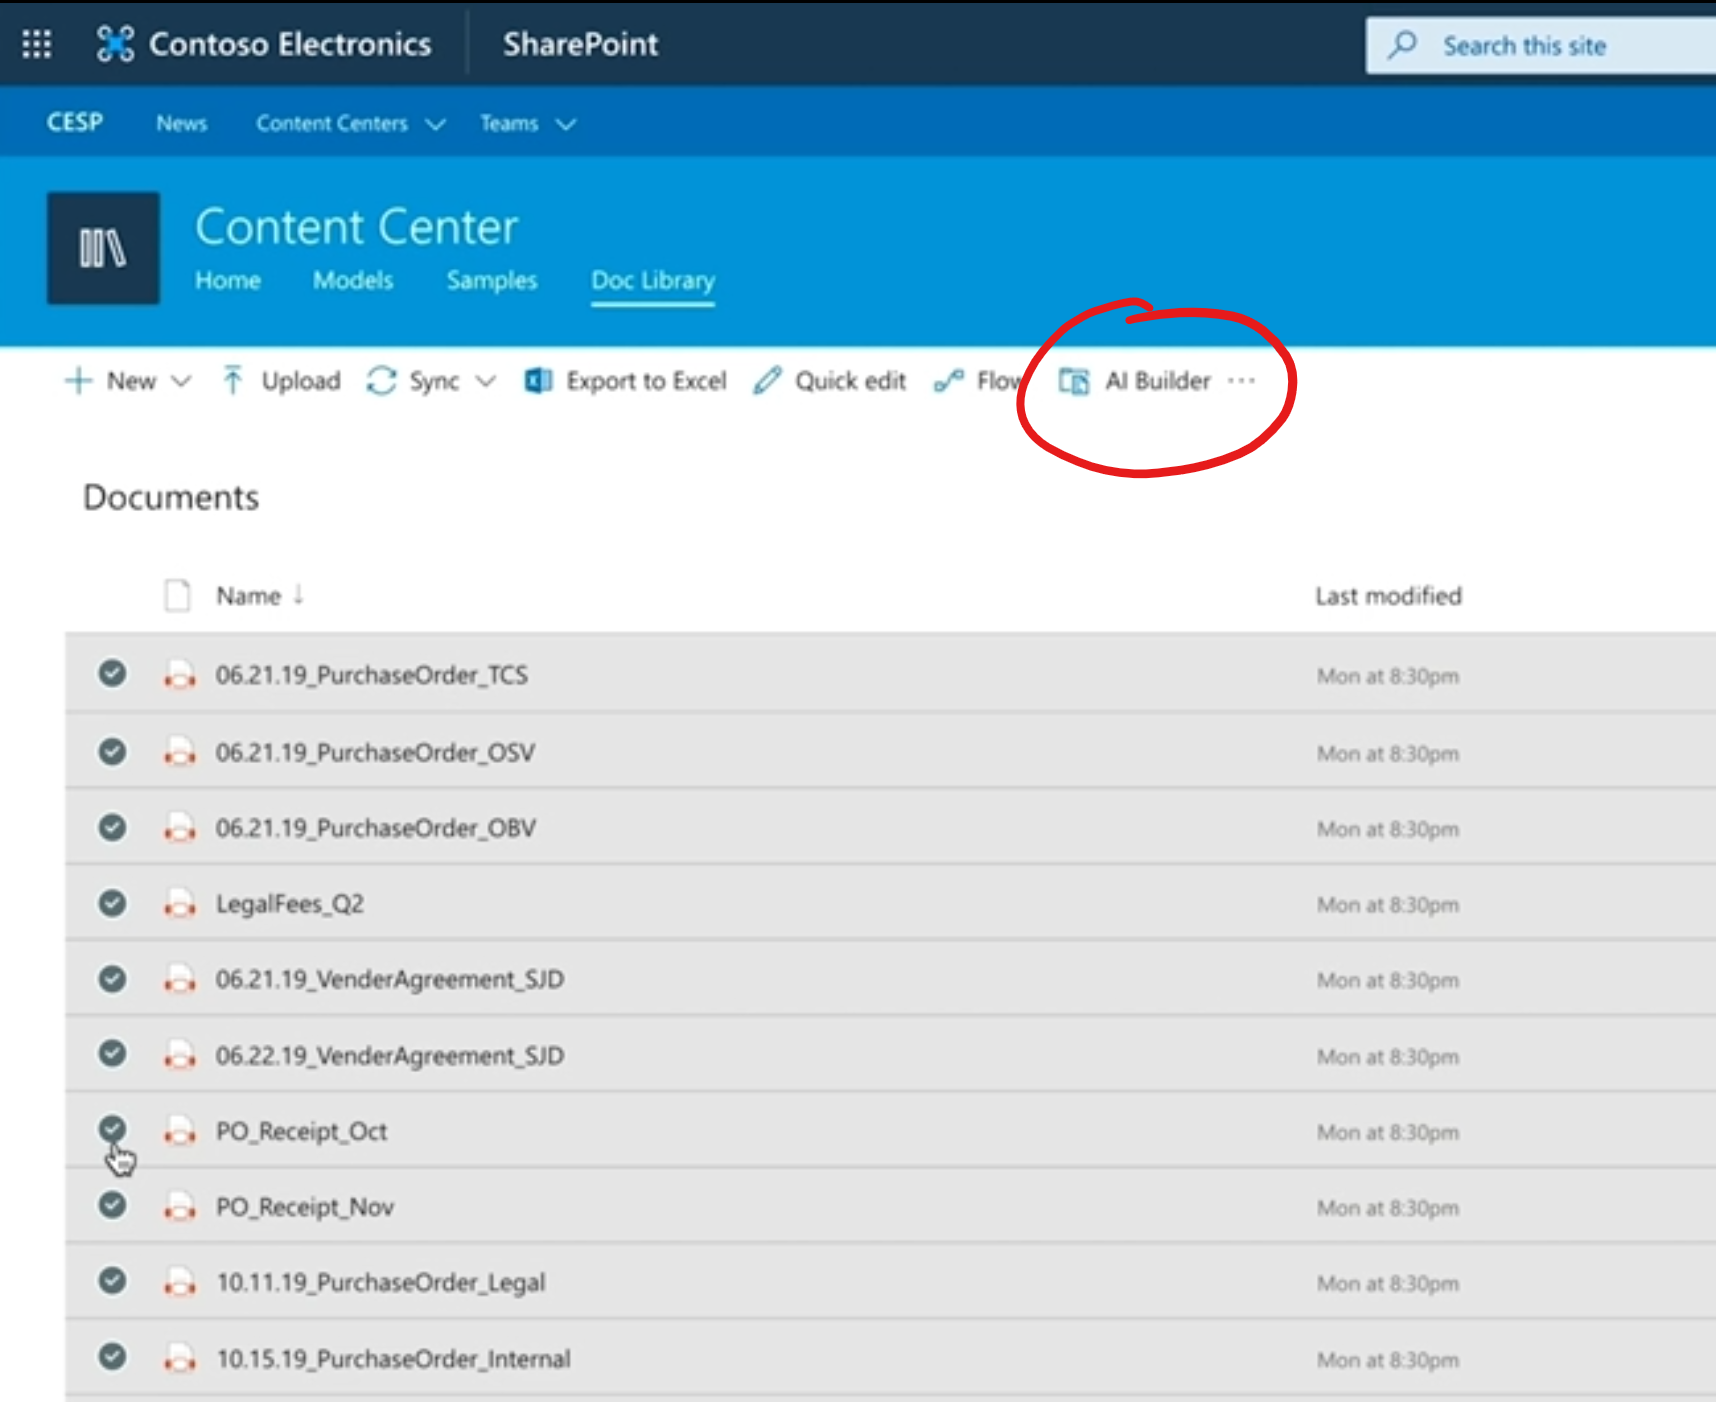 Contoso Electronics SharePoint Search this site
CESP News Content Centers Teams
Content Center
Home Models Samples Doc Library
New Upload Sync Export to Excel Quick edit Flow AI Builder ...
Documents
Name Last modified
06.21.19_PurchaseOrder_TCS Mon at 8:30pm
06.21.19_PurchaseOrder_OSV Mon at 8:30pm
06.21.19_PurchaseOrder_OBV Mon at 8:30pm
LegalFees_Q2 Mon at 8:30pm
06.21.19_VenderAgreement_SJD Mon at 8:30pm
06.22.19_VenderAgreement_SJD Mon at 8:30pm
PO_Receipt_Oct Mon at 8:30pm
PO_Receipt_Nov Mon at 8:30pm
10.11.19_PurchaseOrder_Legal Mon at 8:30pm
10.15.19_PurchaseOrder_Internal Mon at 8:30pm